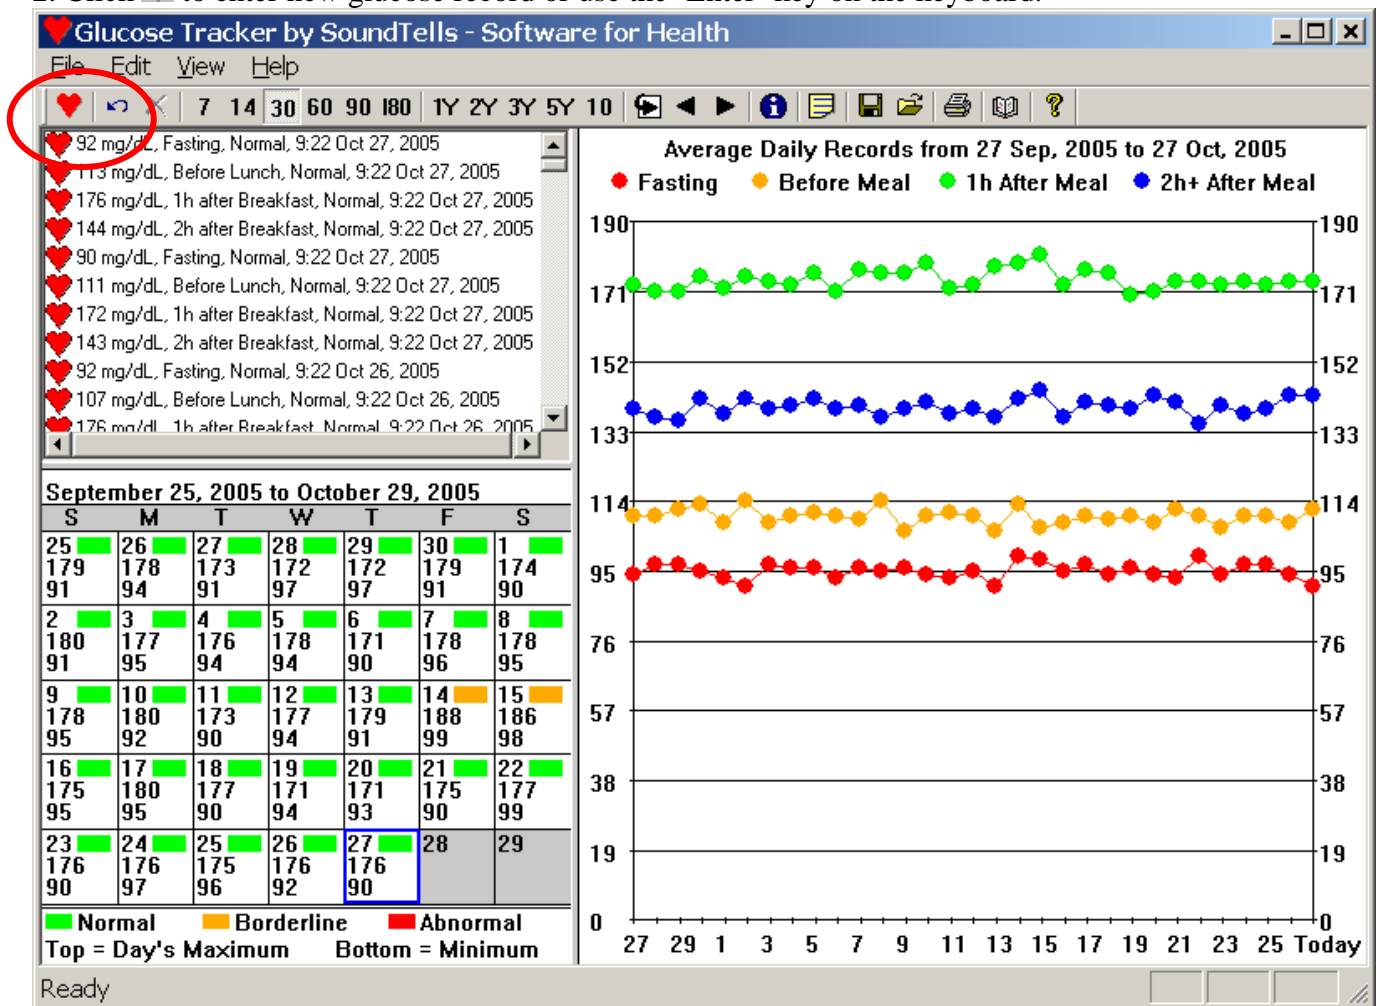 Glucose Tracker by SoundTells - Software for Health
File Edit View Help
7 14 30 60 90 180 1Y 2Y 3Y 5Y 10
92 mg/dL, Fasting, Normal, 9:22 Oct 27, 2005
113 mg/dL, Before Lunch, Normal, 9:22 Oct 27, 2005
176 mg/dL, 1h after Breakfast, Normal, 9:22 Oct 27, 2005
144 mg/dL, 2h after Breakfast, Normal, 9:22 Oct 27, 2005
90 mg/dL, Fasting, Normal, 9:22 Oct 27, 2005
111 mg/dL, Before Lunch, Normal, 9:22 Oct 27, 2005
172 mg/dL, 1h after Breakfast, Normal, 9:22 Oct 27, 2005
143 mg/dL, 2h after Breakfast, Normal, 9:22 Oct 27, 2005
92 mg/dL, Fasting, Normal, 9:22 Oct 26, 2005
107 mg/dL, Before Lunch, Normal, 9:22 Oct 26, 2005
176 mg/dL, 1h after Breakfast, Normal, 9:22 Oct 26, 2005
September 25, 2005 to October 29, 2005
S M T W T F S
25 26 27 28 29 30 1
179 178 173 172 172 179 174
91 94 91 97 97 91 90
2 3 4 5 6 7 8
180 177 176 178 171 178 178
91 95 94 94 90 96 95
9 10 11 12 13 14 15
178 180 173 177 179 188 186
95 92 90 94 91 99 98
16 17 18 19 20 21 22
175 180 177 171 171 175 177
95 95 90 94 93 90 99
23 24 25 26 27 28 29
176 176 175 176 176
90 97 96 92 90
Normal Borderline Abnormal
Top = Day's Maximum Bottom = Minimum
Average Daily Records from 27 Sep, 2005 to 27 Oct, 2005
Fasting Before Meal 1h After Meal 2h+ After Meal
190 190
171 171
152 152
133 133
114 114
95 95
76 76
57 57
38 38
19 19
0 0
27 29 1 3 5 7 9 11 13 15 17 19 21 23 25 Today
Ready